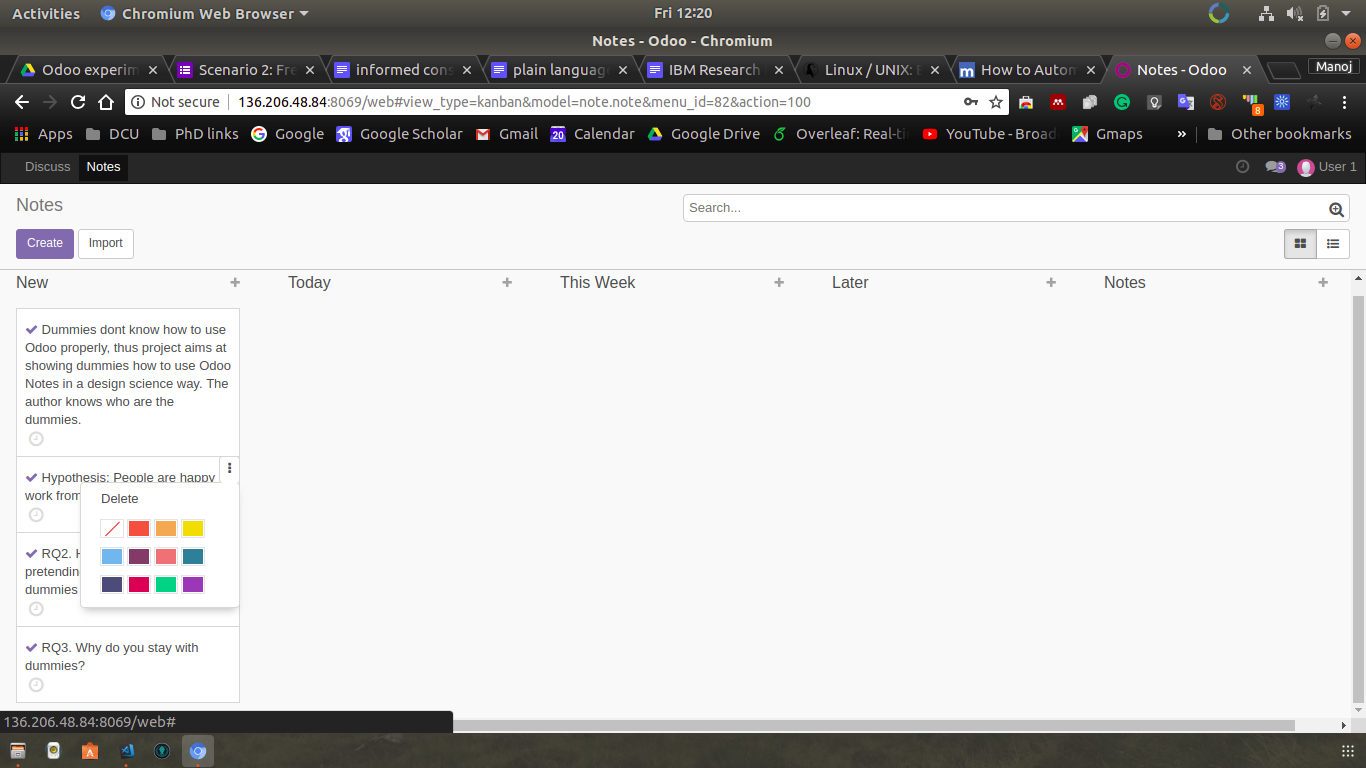 Activities Chromium Web Browser Fri 12:20
Notes - Odoo - Chromium
Odoo experim Scenario 2: Fre informed cons plain language IBM Research Linux / UNIX: How to Autom Notes - Odoo Manoj
Not secure 136.206.48.84:8069/web#view_type=kanban&model=note.note&menu_id=82&action=100 8
Apps DCU PhD links Google Google Scholar Gmail 20 Calendar Google Drive Overleaf: Real-ti YouTube - Broad Gmaps » Other bookmarks
Discuss Notes 3 User 1
Notes Search...
Create Import
New Today This Week Later Notes
Dummies dont know how to use
Odoo properly, thus project aims at
showing dummies how to use Odoo
Notes in a design science way. The
author knows who are the
dummies.
Hypothesis: People are happy
work from
Delete
RQ2.
pretending
dummies
RQ3. Why do you stay with
dummies?
136.206.48.84:8069/web#